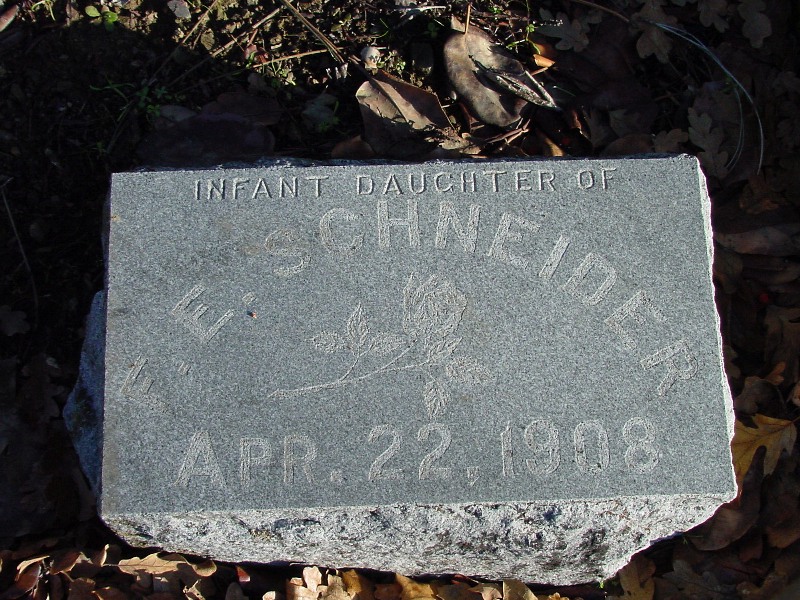 INFANT DAUGHTER OF
F. E. SCHNEIDER
APR. 22, 1908